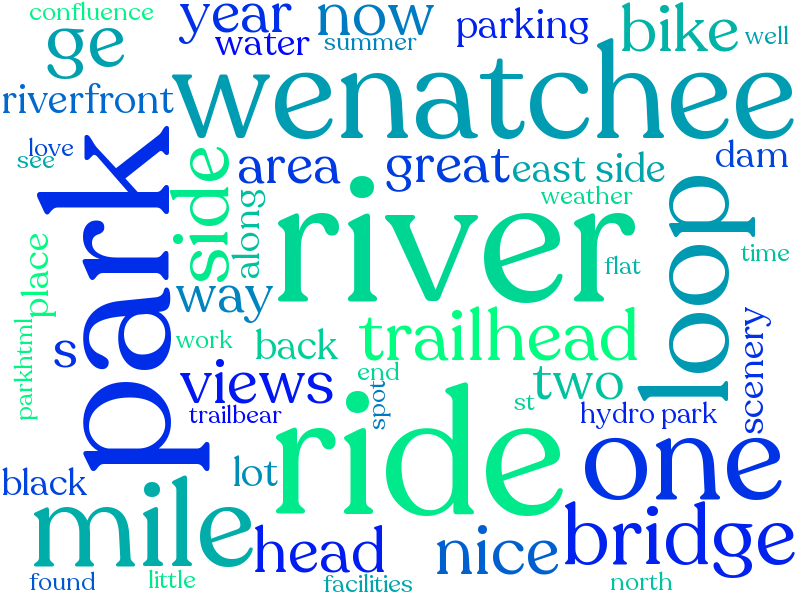 confluence
year
now
parking
bike
well
ge
water
summer
wenatchee
riverfront
love
see
area
great
east side
dam
park
side
along
river
weather
loop
flat
time
place
way
trailhead
scenery
s
work
back
parkhtml
views
end
two
spot
st
trailbear
hydro park
ride
one
black
lot
mile
head
nice
bridge
found
little
facilities
north